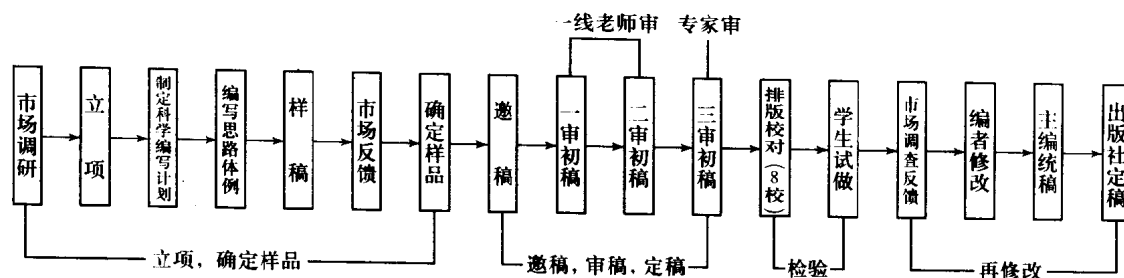 一线老师审 专家审
市场调研
立项
制定科学编写计划
编写思路体例
样稿
市场反馈
确定样品
邀稿
一审初稿
二审初稿
三审初稿
排版校对（8校）
学生试做
市场调查反馈
编者修改
主编统稿
出版社定稿
立项，确定样品
邀稿，审稿，定稿
检验
再修改